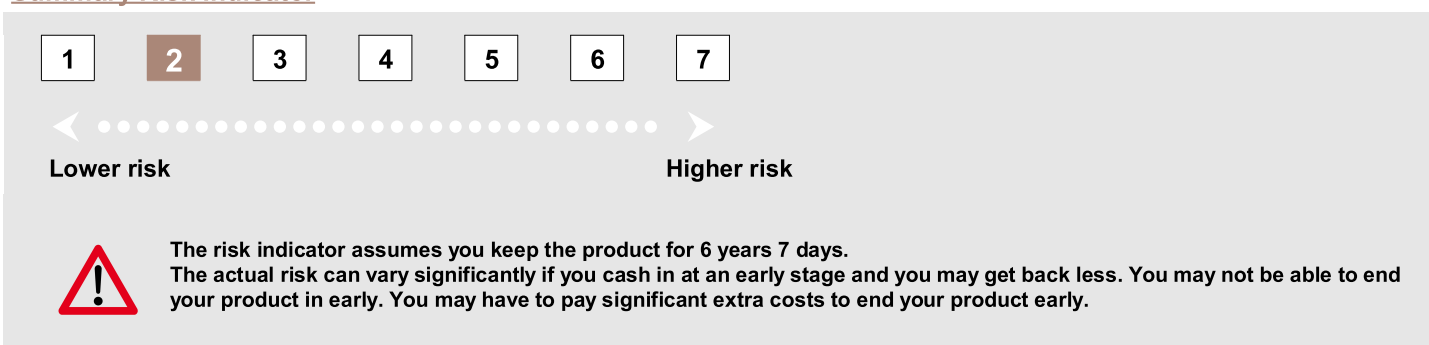 Summary Risk Indicator
1 2 3 4 5 6 7
Lower risk Higher risk
The risk indicator assumes you keep the product for 6 years 7 days.
The actual risk can vary significantly if you cash in at an early stage and you may get back less. You may not be able to end
your product in early. You may have to pay significant extra costs to end your product early.